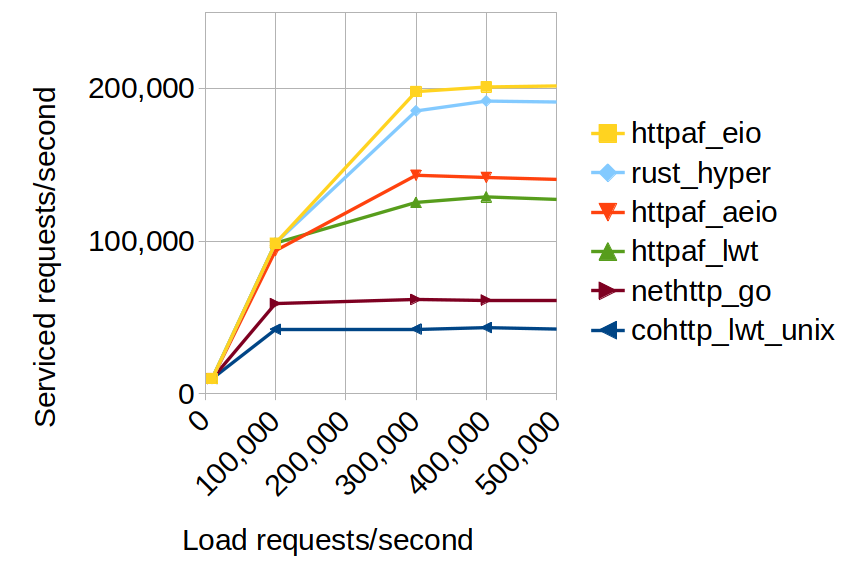 Serviced requests/second
200,000
100,000
0
0
100,000
200,000
300,000
400,000
500,000
Load requests/second
httpaf_eio
rust_hyper
httpaf_aeio
httpaf_lwt
nethttp_go
cohttp_lwt_unix